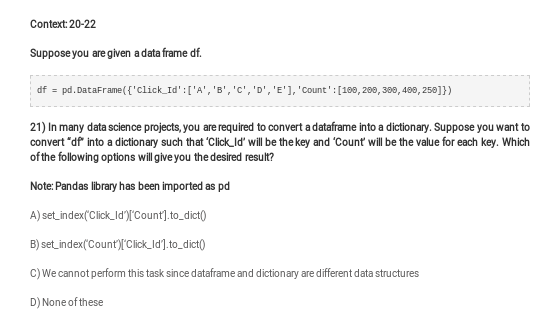 Context: 20-22
Suppose you are given a data frame df.
df = pd.DataFrame({'Click_Id':['A','B','C','D','E'],'Count':[100,200,300,400,250]})
21) In many data science projects, you are required to convert a dataframe into a dictionary. Suppose you want to
convert “df” into a dictionary such that ‘Click_Id’ will be the key and ‘Count’ will be the value for each key. Which
of the following options will give you the desired result?
Note: Pandas library has been imported as pd
A) set_index(‘Click_Id’)[‘Count’].to_dict()
B) set_index(‘Count’)[‘Click_Id’].to_dict()
C) We cannot perform this task since dataframe and dictionary are different data structures
D) None of these